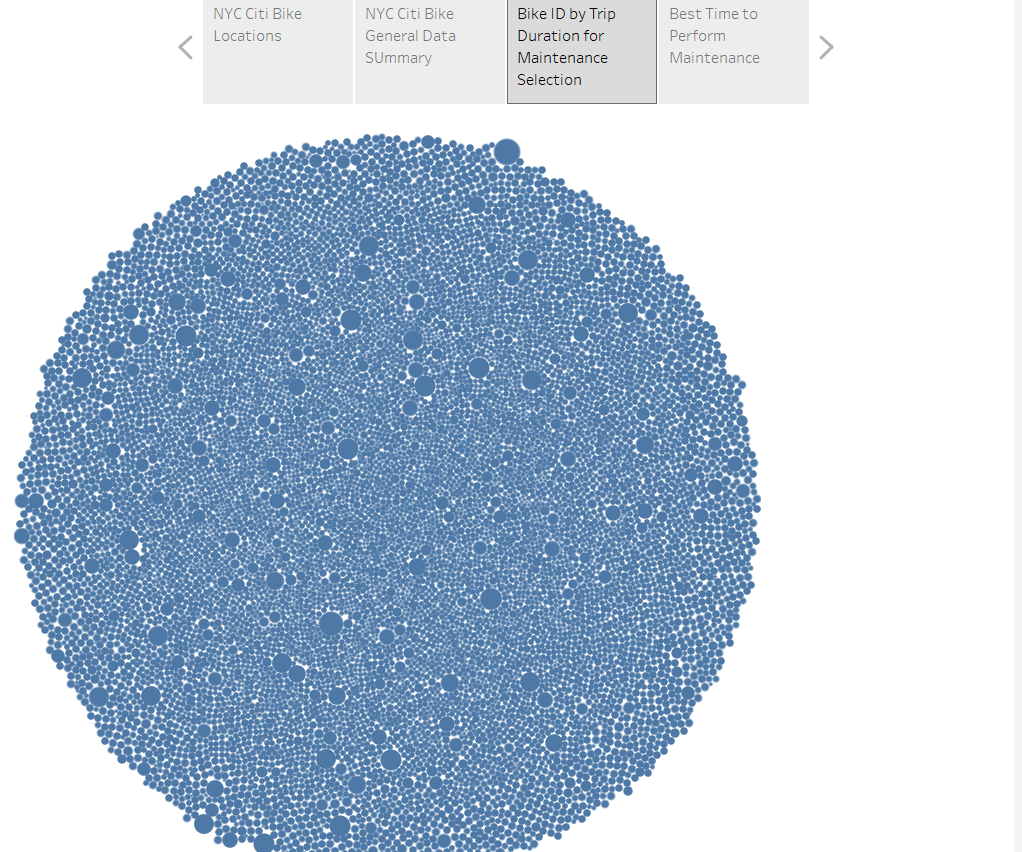 NYC Citi Bike
Locations
NYC Citi Bike
General Data
SUmmary
Bike ID by Trip
Duration for
Maintenance
Selection
Best Time to
Perform
Maintenance